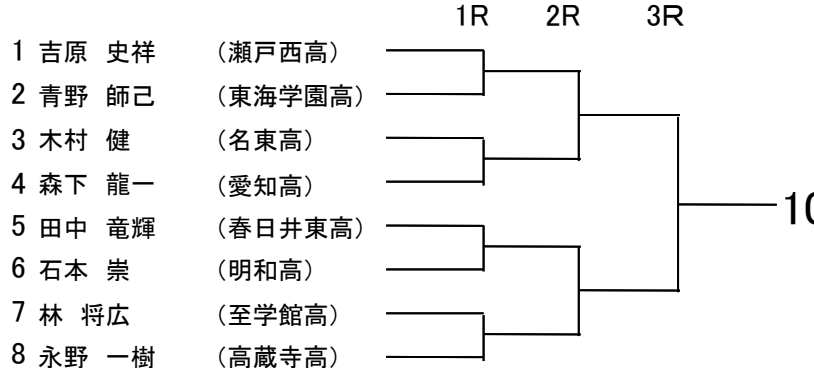 1R 2R 3R
1 吉原 史祥 (瀬戸西高)
2 青野 師己 (東海学園高)
3 木村 健 (名東高)
4 森下 龍一 (愛知高)
5 田中 竜輝 (春日井東高)
6 石本 崇 (明和高)
7 林 将広 (至学館高)
8 永野 一樹 (高蔵寺高)